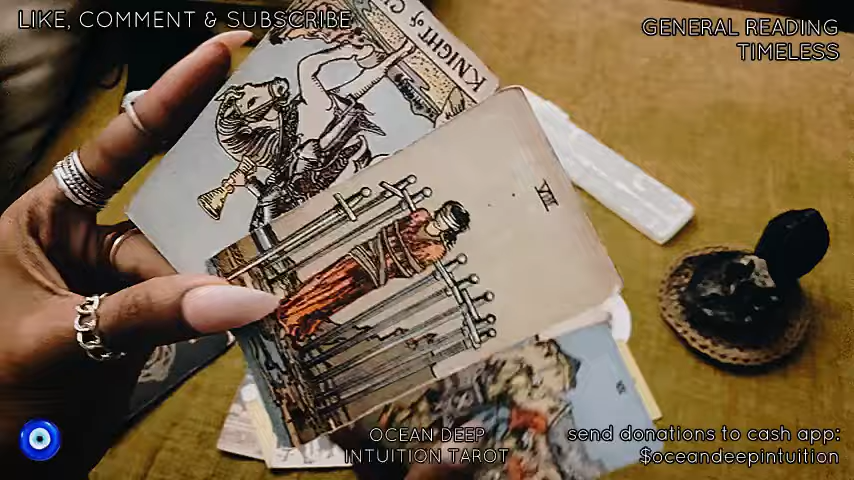 LIKE, COMMENT & SUBSCRIBE
GENERAL READING
TIMELESS
KNIGHT of C
VIII
OCEAN DEEP
INTUITION TAROT
send donations to cash app:
$oceandeepintuition